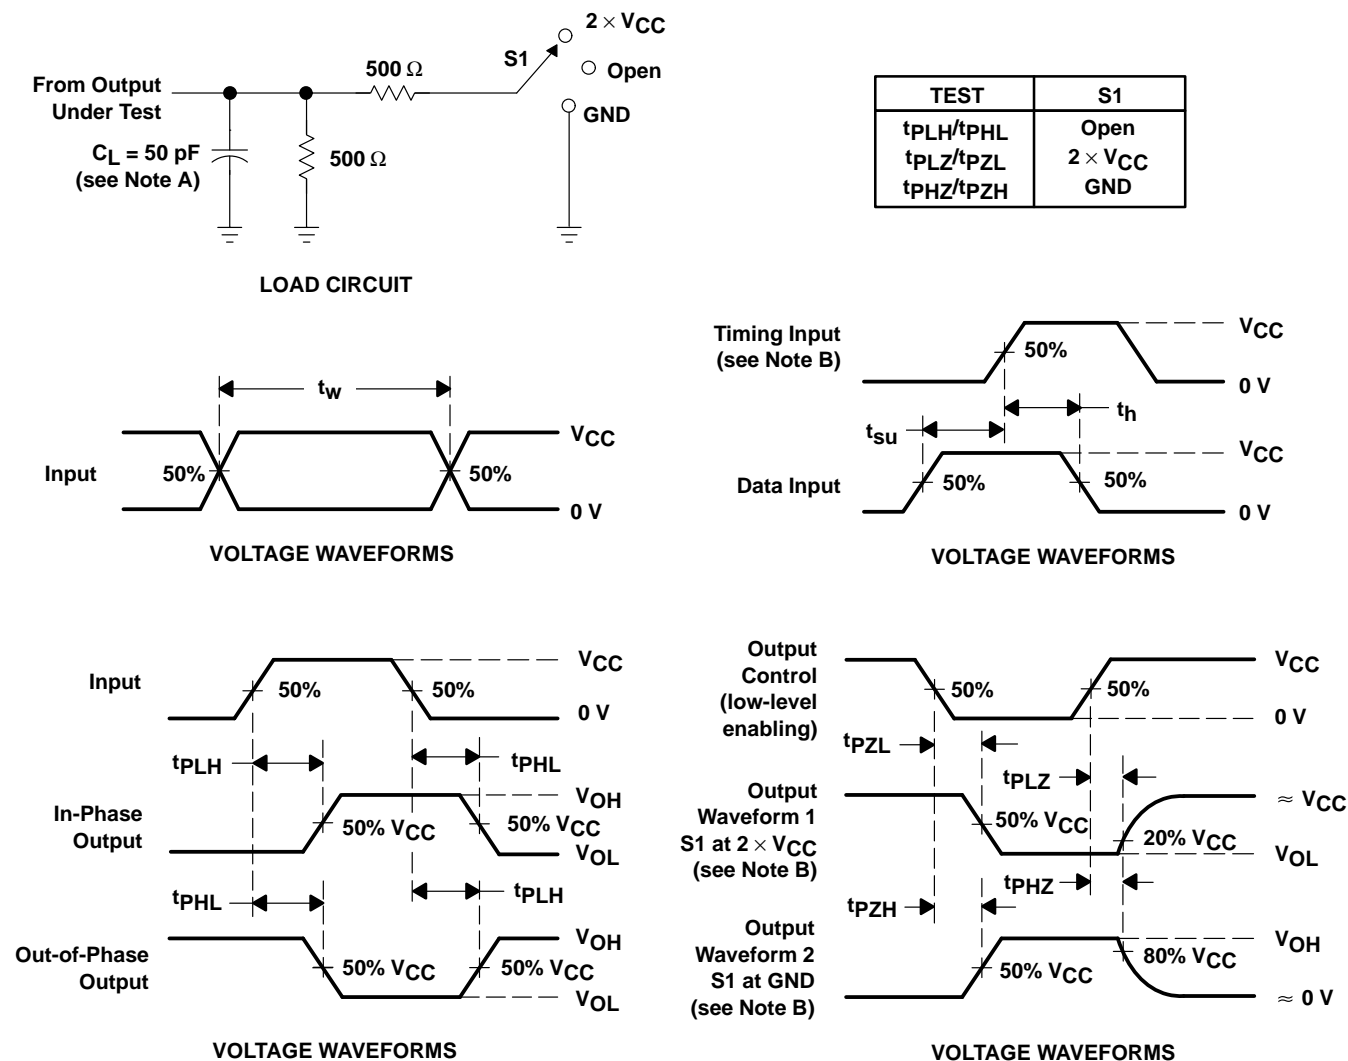 2 × VCC
S1
Open
GND
500 Ω
From Output
Under Test
CL = 50 pF
(see Note A)
500 Ω
LOAD CIRCUIT
TEST S1
tPLH/tPHL Open
tPLZ/tPZL 2 × VCC
tPHZ/tPZH GND
tw
Input
50%
50%
VCC
0 V
VOLTAGE WAVEFORMS
Timing Input
(see Note B)
50%
VCC
0 V
th
tsu
Data Input
50%
50%
VCC
0 V
VOLTAGE WAVEFORMS
Input
50%
50%
VCC
0 V
tPLH
tPHL
In-Phase
Output
50% VCC
50% VCC
VOH
VOL
tPHL
tPLH
Out-of-Phase
Output
50% VCC
50% VCC
VOH
VOL
VOLTAGE WAVEFORMS
Output
Control
(low-level
enabling)
50%
50%
VCC
0 V
tPZL
tPLZ
Output
Waveform 1
S1 at 2 × VCC
(see Note B)
50% VCC
20% VCC
≈ VCC
VOL
tPHZ
tPZH
Output
Waveform 2
S1 at GND
(see Note B)
50% VCC
80% VCC
VOH
≈ 0 V
VOLTAGE WAVEFORMS